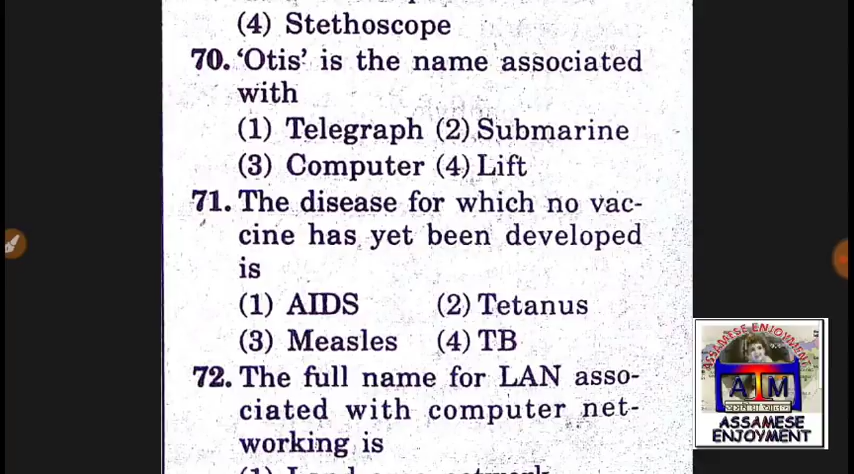 (4) Stethoscope
70. ‘Otis’ is the name associated
with
(1) Telegraph (2) Submarine
(3) Computer (4) Lift
71. The disease for which no vac-
cine has yet been developed
is
(1) AIDS (2) Tetanus
(3) Measles (4) TB
72. The full name for LAN asso-
ciated with computer net-
working is
ASSAMESE ENJOYMENT
ATM
ASSAMESE
ENJOYMENT